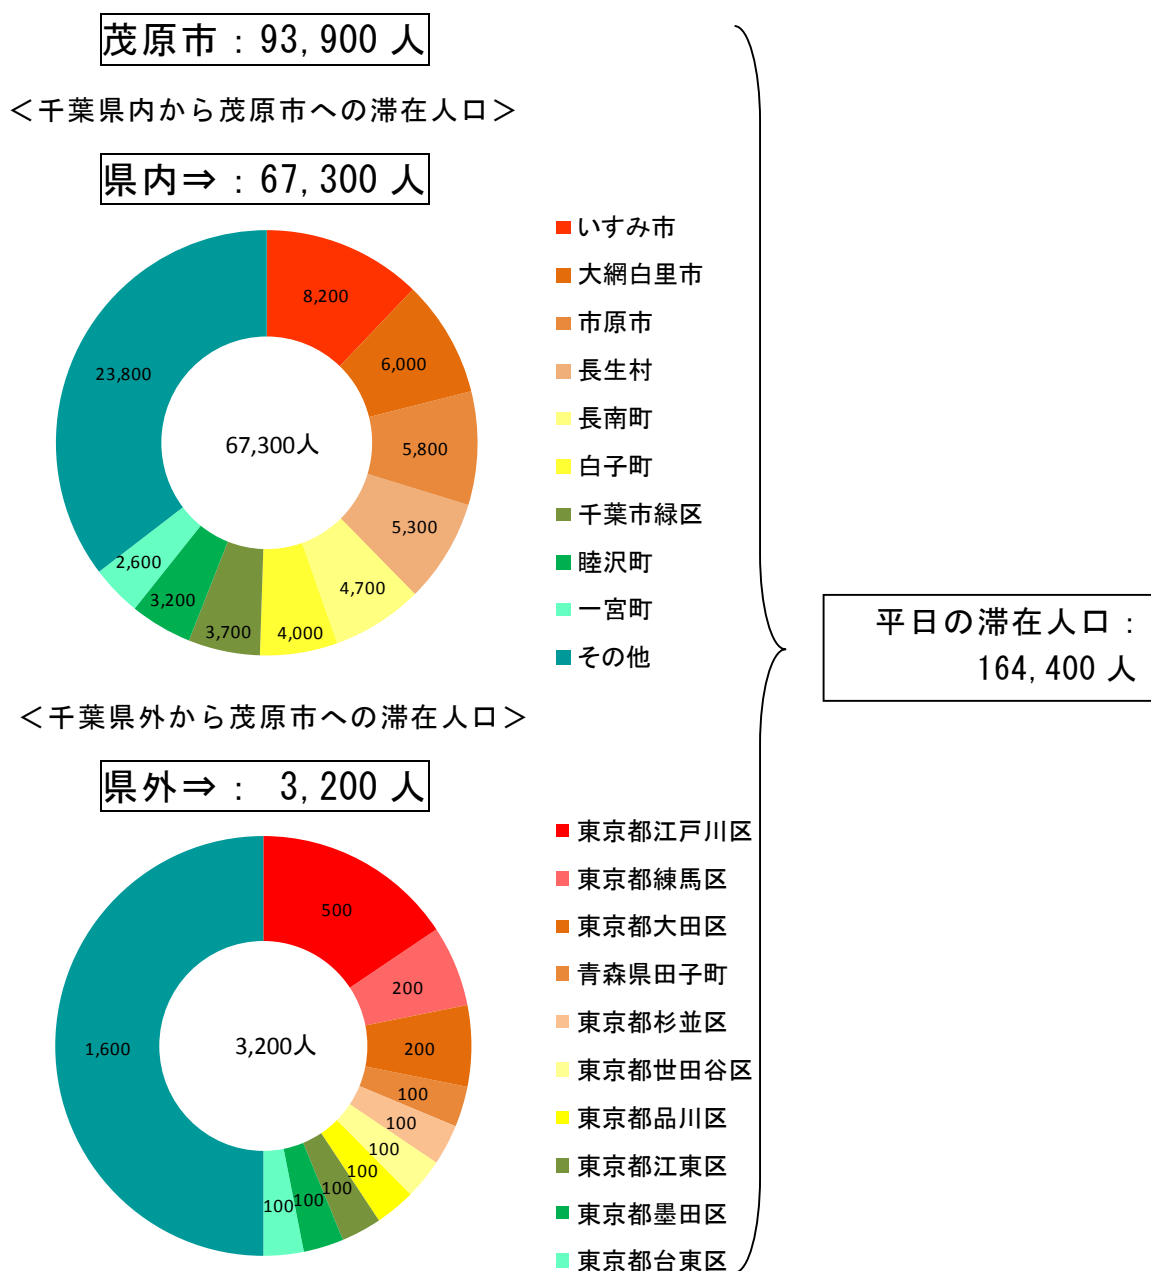 茂原市：93,900 人
＜千葉県内から茂原市への滞在人口＞
県内⇒：67,300 人
8,200
6,000
5,800
5,300
4,700
4,000
3,700
3,200
2,600
23,800
67,300人
いすみ市
大網白里市
市原市
長生村
長南町
白子町
千葉市緑区
睦沢町
一宮町
その他
平日の滞在人口：
164,400 人
＜千葉県外から茂原市への滞在人口＞
県外⇒： 3,200 人
500
200
200
100
100
100
100
100
100
100
1,600
3,200人
東京都江戸川区
東京都練馬区
東京都大田区
青森県田子町
東京都杉並区
東京都世田谷区
東京都品川区
東京都江東区
東京都墨田区
東京都台東区